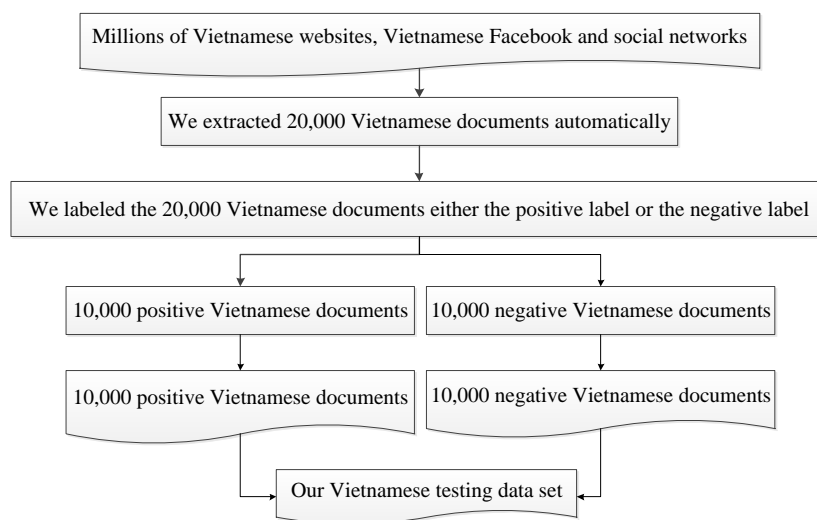 Millions of Vietnamese websites, Vietnamese Facebook and social networks
We extracted 20,000 Vietnamese documents automatically
We labeled the 20,000 Vietnamese documents either the positive label or the negative label
10,000 positive Vietnamese documents
10,000 negative Vietnamese documents
10,000 positive Vietnamese documents
10,000 negative Vietnamese documents
Our Vietnamese testing data set